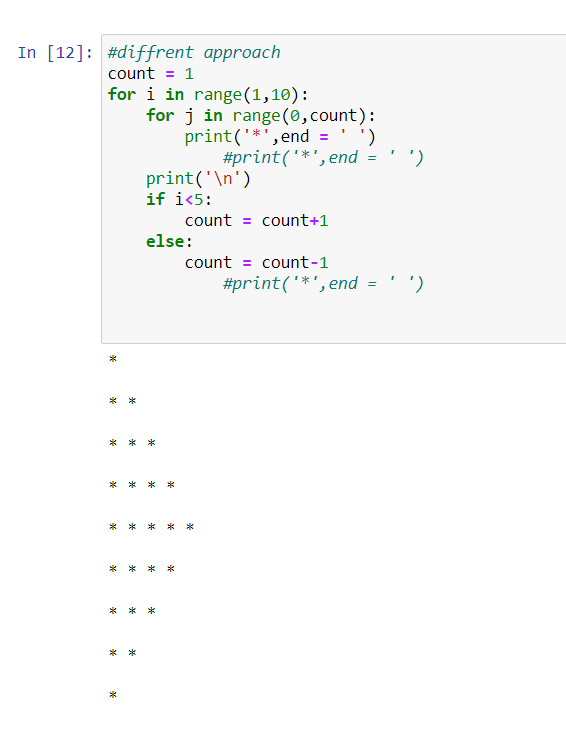 In [12]: #diffrent approach
count = 1
for i in range(1,10):
    for j in range(0,count):
        print('*',end = ' ')
            #print('*',end = ' ')
    print('\n')
    if i<5:
        count = count+1
    else:
        count = count-1
            #print('*',end = ' ')
*
* *
* * *
* * * *
* * * * *
* * * *
* * *
* *
*